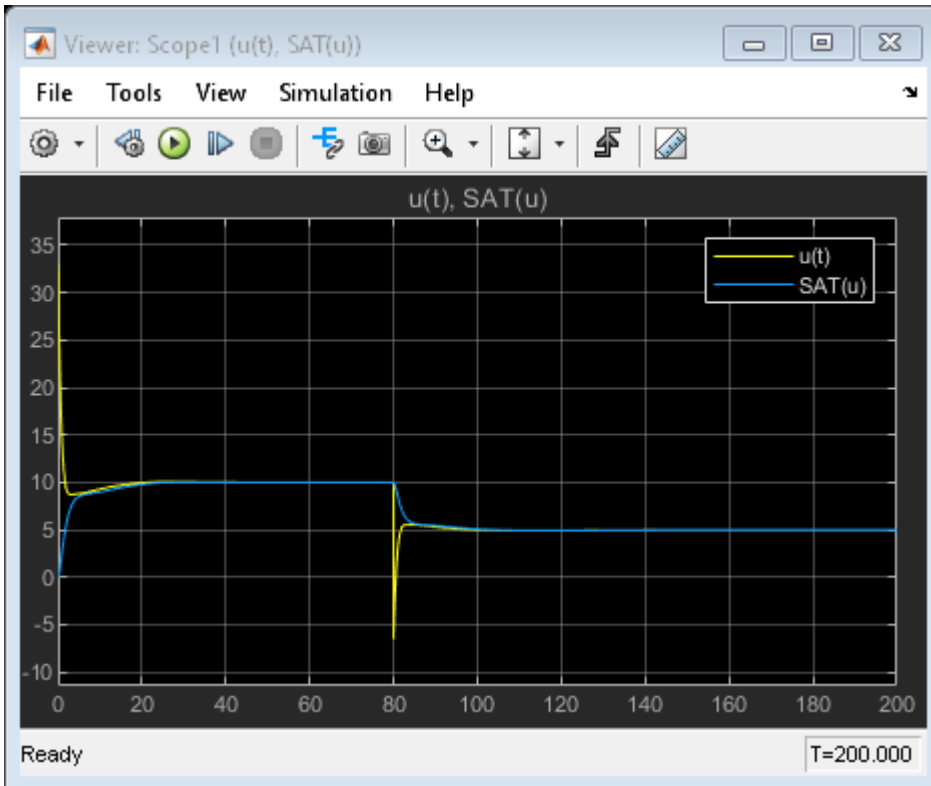 Viewer: Scope1 (u(t), SAT(u))
File Tools View Simulation Help
u(t), SAT(u)
u(t)
SAT(u)
35
30
25
20
15
10
5
0
-5
-10
0 20 40 60 80 100 120 140 160 180 200
Ready T=200.000